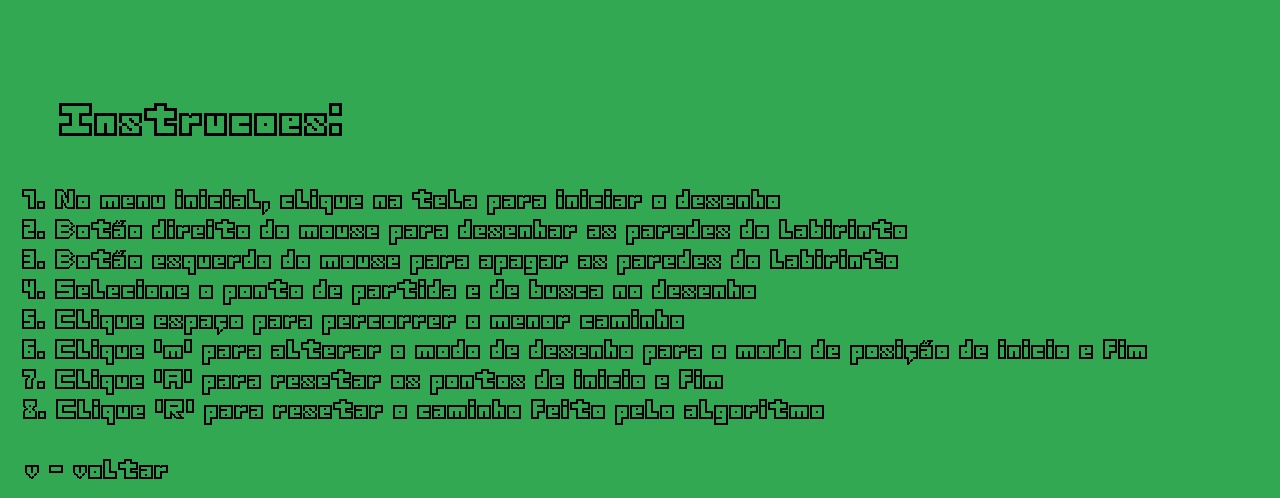 Instrucoes:
1. No menu inicial, clique na tela para iniciar o desenho
2. Botão direito do mouse para desenhar as paredes do labirinto
3. Botão esquerdo do mouse para apagar as paredes do labirinto
4. Selecione o ponto de partida e de busca no desenho
5. Clique espaço para percorrer o menor caminho
6. Clique 'm' para alterar o modo de desenho para o modo de posição de inicio e fim
7. Clique 'A' para resetar os pontos de inicio e fim
8. Clique 'R' para resetar o caminho feito pelo algoritmo
v - voltar